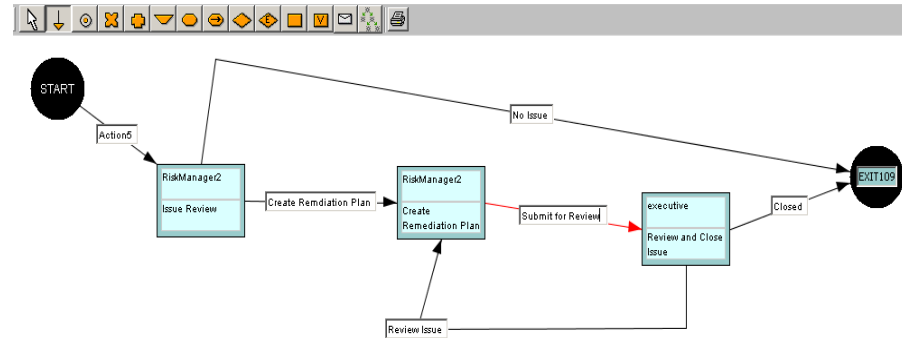 E
V
START
No Issue
Action5
RiskManager2
Issue Review
Create Remdiation Plan
RiskManager2
Create
Remediation Plan
Submit for Review
executive
Review and Close
Issue
Closed
EXIT109
Review Issue